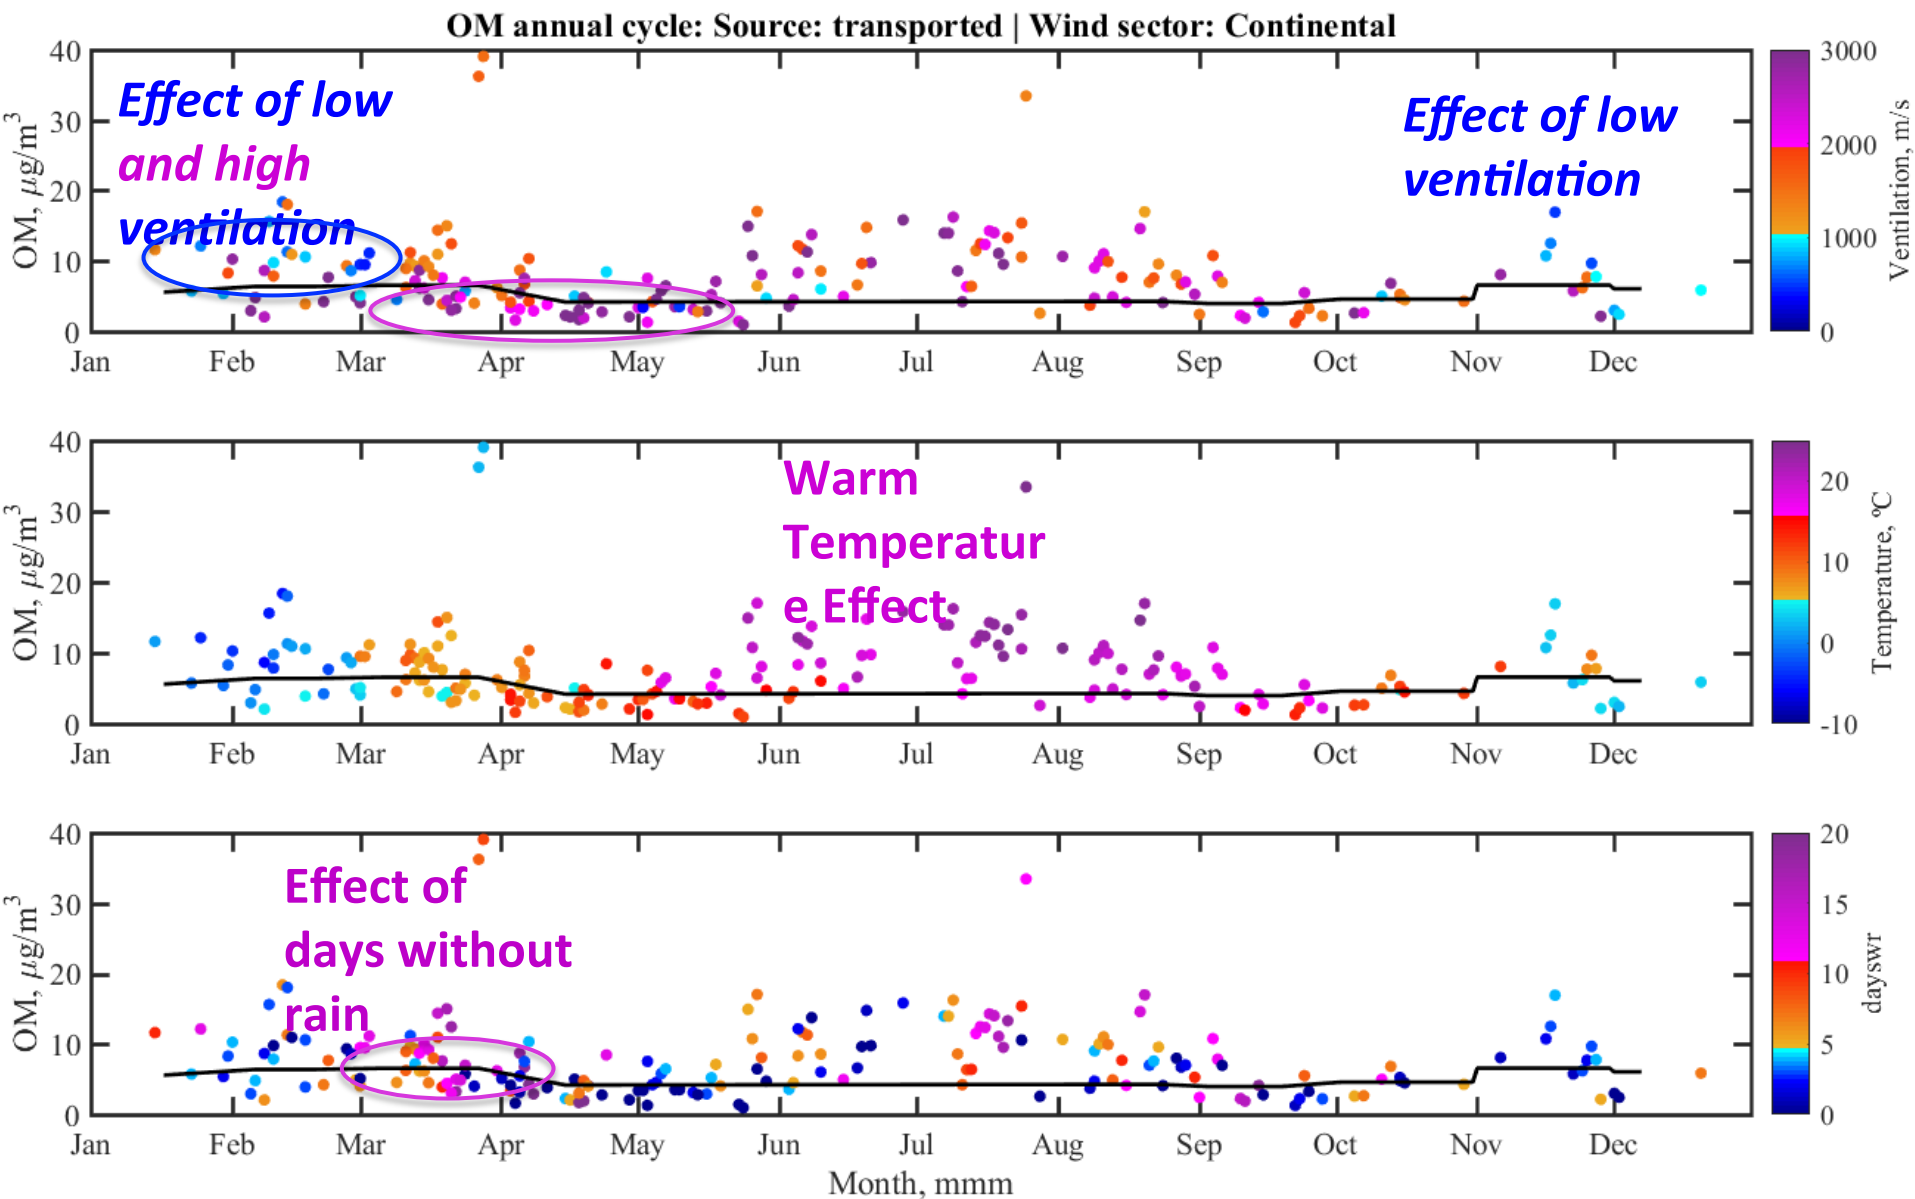 OM annual cycle: Source: transported | Wind sector: Continental
40
30
20
10
0
OM, μg/m³
Effect of low
and high
ventilation
Effect of low
ventilation
Jan Feb Mar Apr May Jun Jul Aug Sep Oct Nov Dec
3000
2000
1000
0
Ventilation, m/s
40
30
20
10
0
OM, μg/m³
Warm
Temperatur
e Effect
Jan Feb Mar Apr May Jun Jul Aug Sep Oct Nov Dec
20
10
0
-10
Temperature, ºC
40
30
20
10
0
OM, μg/m³
Effect of
days without
rain
Jan Feb Mar Apr May Jun Jul Aug Sep Oct Nov Dec
Month, mmm
20
15
10
5
0
dayswr